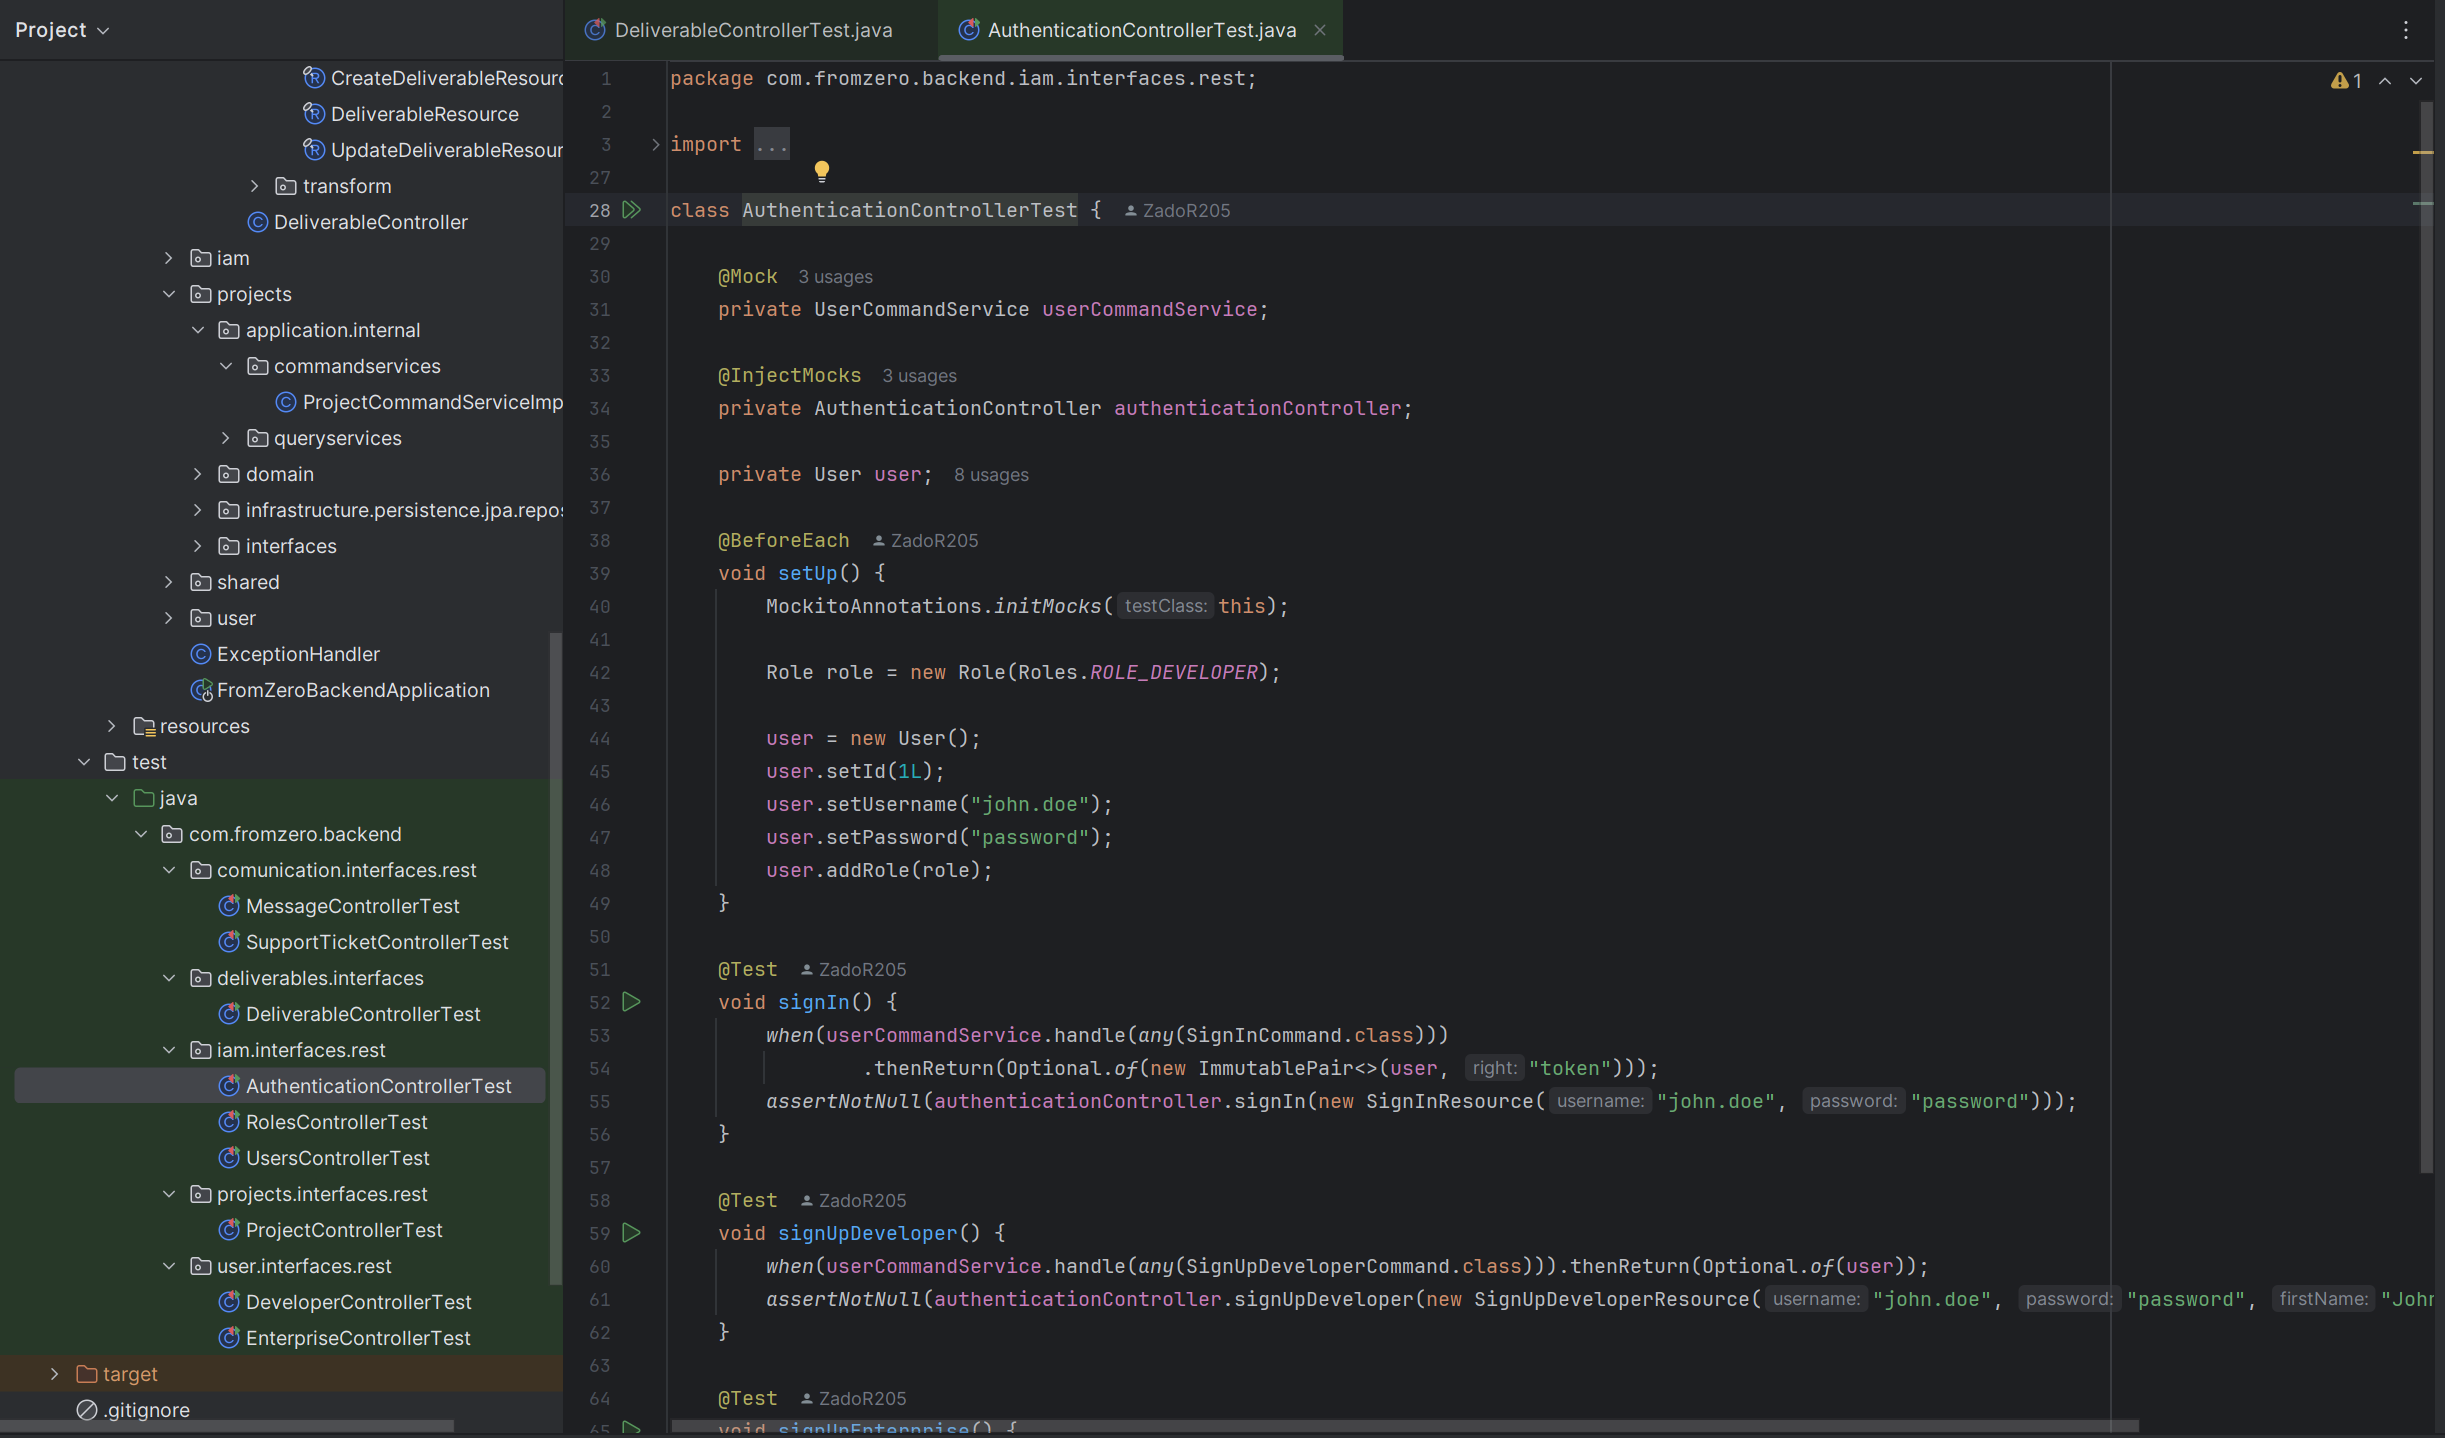 Project
CreateDeliverableResourc
DeliverableResource
UpdateDeliverableResour
transform
DeliverableController
iam
projects
application.internal
commandservices
ProjectCommandServiceImp
queryservices
domain
infrastructure.persistence.jpa.repos
interfaces
shared
user
ExceptionHandler
FromZeroBackendApplication
resources
test
java
com.fromzero.backend
comunication.interfaces.rest
MessageControllerTest
SupportTicketControllerTest
deliverables.interfaces
DeliverableControllerTest
iam.interfaces.rest
AuthenticationControllerTest
RolesControllerTest
UsersControllerTest
projects.interfaces.rest
ProjectControllerTest
user.interfaces.rest
DeveloperControllerTest
EnterpriseControllerTest
target
.gitignore
DeliverableControllerTest.java AuthenticationControllerTest.java
1
1 package com.fromzero.backend.iam.interfaces.rest;
2
3 import ...
27
28 class AuthenticationControllerTest { ZadoR205
29
30 @Mock 3 usages
31 private UserCommandService userCommandService;
32
33 @InjectMocks 3 usages
34 private AuthenticationController authenticationController;
35
36 private User user; 8 usages
37
38 @BeforeEach ZadoR205
39 void setUp() {
40 MockitoAnnotations.initMocks( testClass: this);
41
42 Role role = new Role(Roles.ROLE_DEVELOPER);
43
44 user = new User();
45 user.setId(1L);
46 user.setUsername("john.doe");
47 user.setPassword("password");
48 user.addRole(role);
49 }
50
51 @Test ZadoR205
52 void signIn() {
53 when(userCommandService.handle(any(SignInCommand.class)))
54 .thenReturn(Optional.of(new ImmutablePair<>(user, right: "token")));
55 assertNotNull(authenticationController.signIn(new SignInResource( username: "john.doe", password: "password")));
56 }
57
58 @Test ZadoR205
59 void signUpDeveloper() {
60 when(userCommandService.handle(any(SignUpDeveloperCommand.class))).thenReturn(Optional.of(user));
61 assertNotNull(authenticationController.signUpDeveloper(new SignUpDeveloperResource( username: "john.doe", password: "password", firstName: "John
62 }
63
64 @Test ZadoR205
65 void signUpEnterprise() {